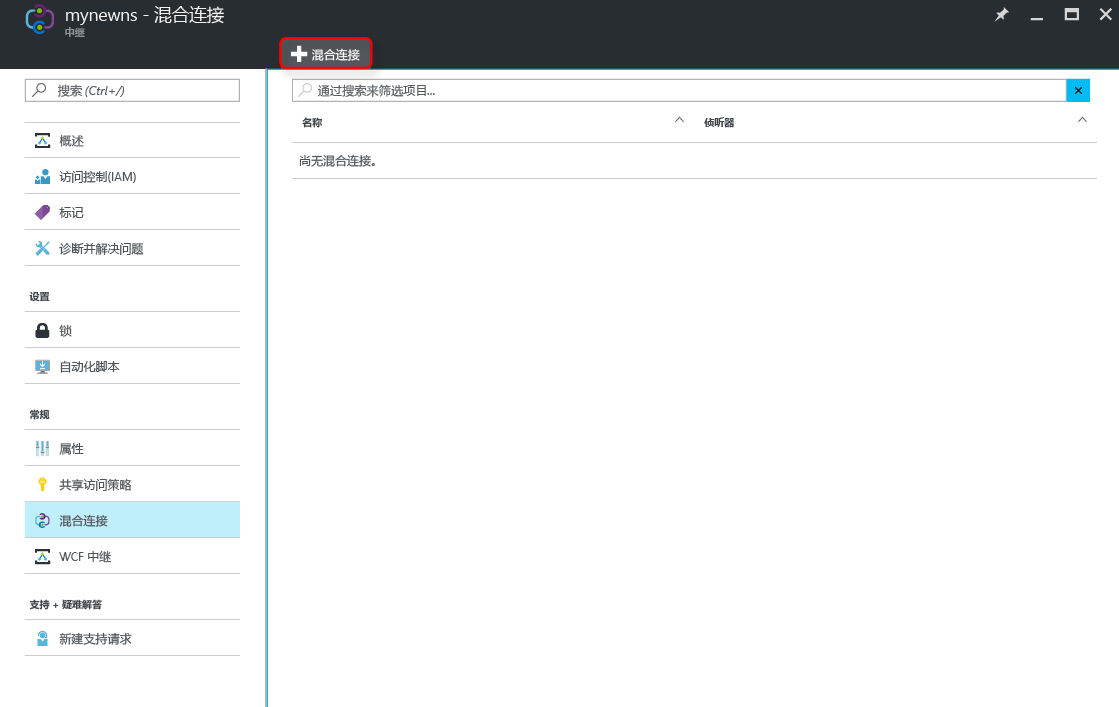 mynewns - 混合连接
中继
混合连接
搜索 (Ctrl+/)
概述
访问控制(IAM)
标记
诊断并解决问题
设置
锁
自动化脚本
常规
属性
共享访问策略
混合连接
WCF 中继
支持 + 疑难解答
新建支持请求
通过搜索来筛选项目...
名称 侦听器
尚无混合连接。